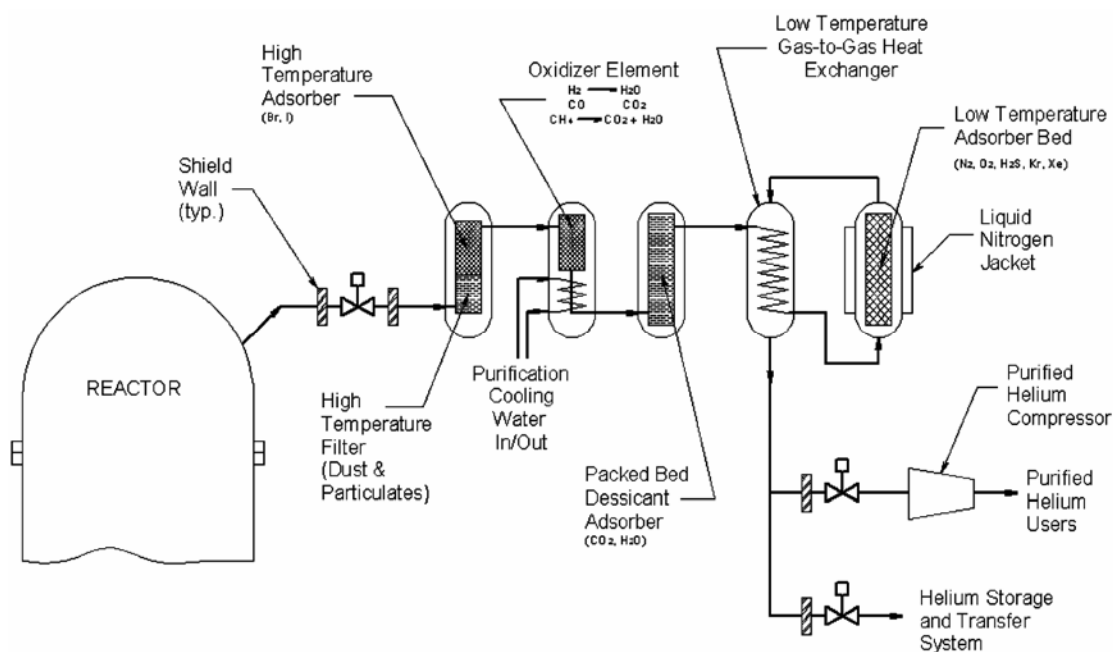 High
Temperature
Adsorber
(Br, I)
Oxidizer Element
H₂ → H₂O
CO CO₂
CH₄ → CO₂ + H₂O
Low Temperature
Gas-to-Gas Heat
Exchanger
Low Temperature
Adsorber Bed
(N₂, O₂, H₂S, Kr, Xe)
Shield
Wall
(typ.)
Liquid
Nitrogen
Jacket
REACTOR
High
Temperature
Filter
(Dust &
Particulates)
Purification
Cooling
Water
In/Out
Packed Bed
Dessicant
Adsorber
(CO₂, H₂O)
Purified
Helium
Compressor
Purified
Helium
Users
Helium Storage
and Transfer
System